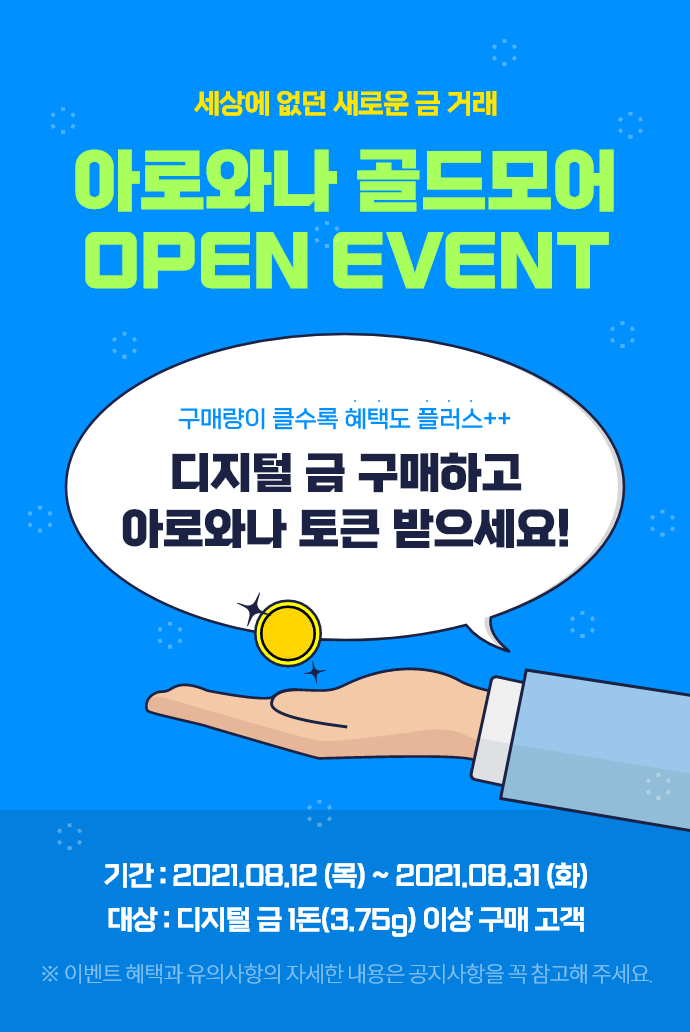 세상에 없던 새로운 금 거래
아로와나 골드모어
OPEN EVENT
구매량이 클수록 혜택도 플러스++
디지털 금 구매하고
아로와나 토큰 받으세요!
기간 : 2021.08.12 (목) ~ 2021.08.31 (화)
대상 : 디지털 금 1돈(3.75g) 이상 구매 고객
※ 이벤트 혜택과 유의사항의 자세한 내용은 공지사항을 꼭 참고해 주세요.